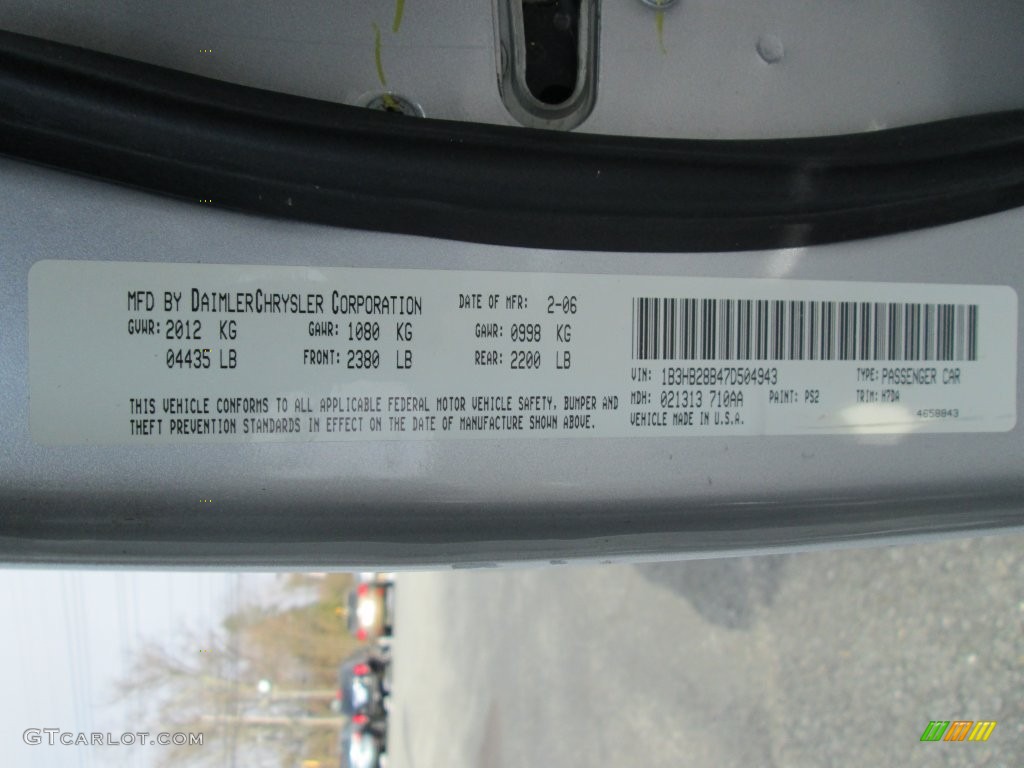 MFD BY DAIMLERCHRYSLER CORPORATION DATE OF MFR: 2-06
GVWR: 2012 KG GAWR: 1080 KG GAWR: 0998 KG
04435 LB FRONT: 2380 LB REAR: 2200 LB
THIS VEHICLE CONFORMS TO ALL APPLICABLE FEDERAL MOTOR VEHICLE SAFETY, BUMPER AND
THEFT PREVENTION STANDARDS IN EFFECT ON THE DATE OF MANUFACTURE SHOWN ABOVE.
VIN: 1B3HB28B47D504943 TYPE: PASSENGER CAR
MDH: 021313 710AA PAINT: PS2 TRIM: H7DA
VEHICLE MADE IN U.S.A. 4658843
GTCARLOT.COM